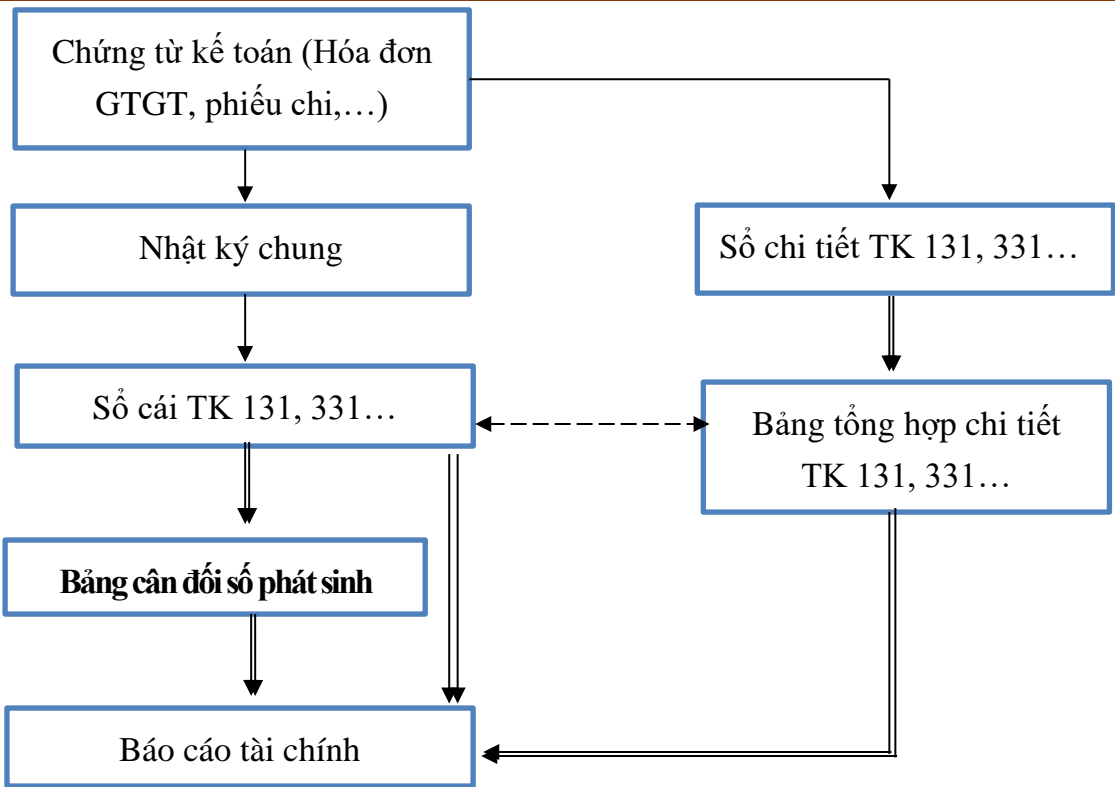 Chứng từ kế toán (Hóa đơn
GTGT, phiếu chi,…)
Nhật ký chung
Sổ chi tiết TK 131, 331…
Sổ cái TK 131, 331…
Bảng tổng hợp chi tiết
TK 131, 331…
Bảng cân đối số phát sinh
Báo cáo tài chính